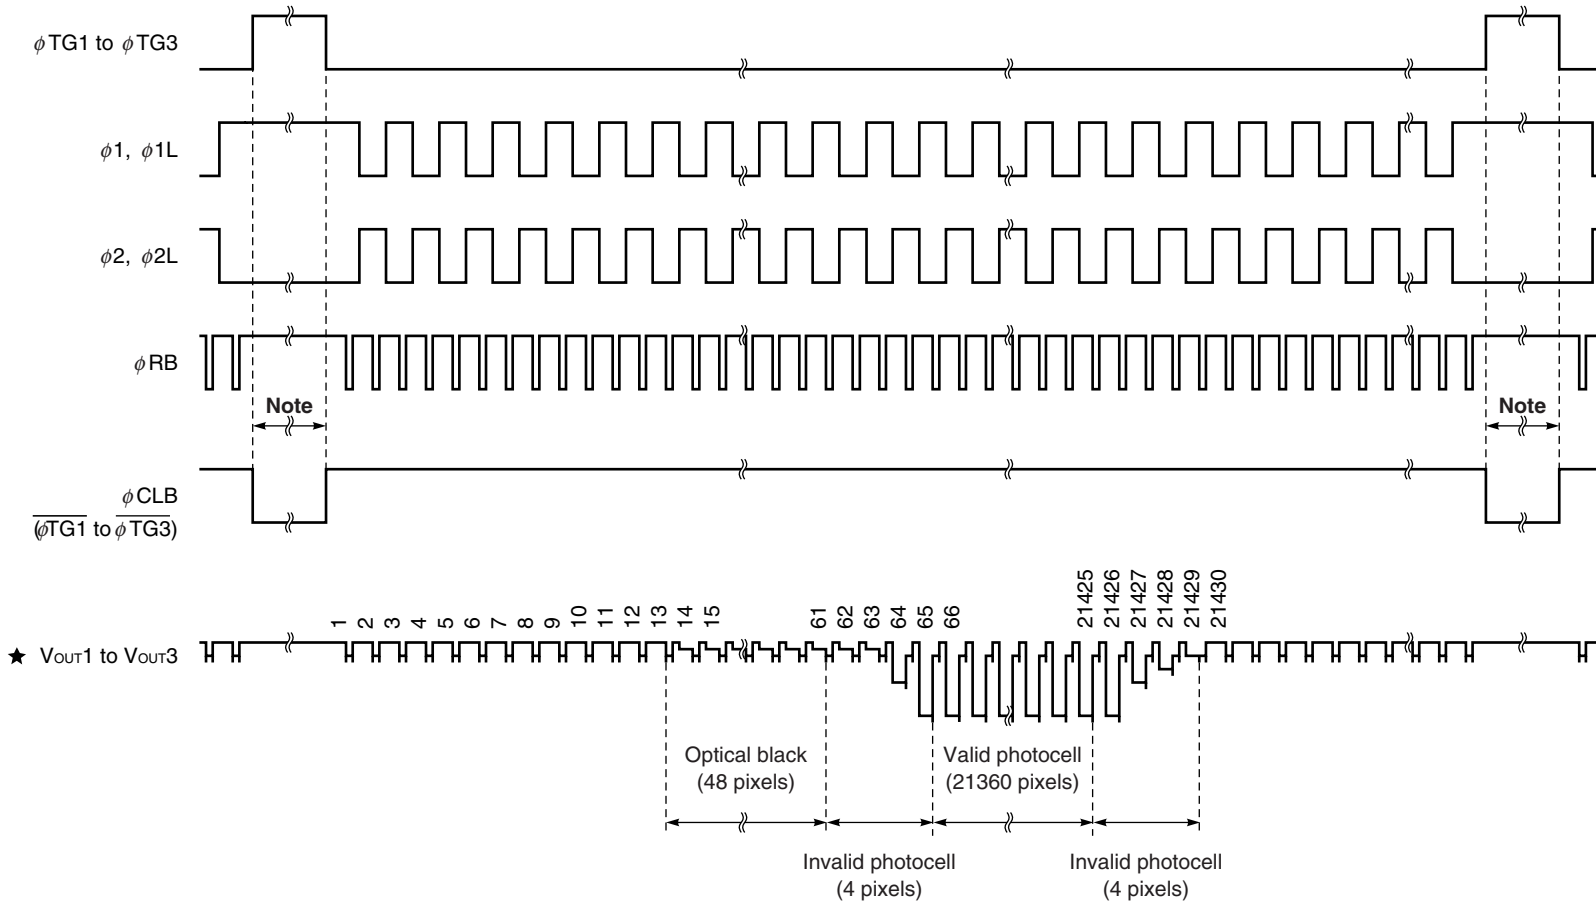 ϕTG1 to ϕTG3
ϕ1, ϕ1L
ϕ2, ϕ2L
ϕRB
Note
Note
ϕCLB
(ϕTG1 to ϕTG3)
1 2 3 4 5 6 7 8 9 10 11 12 13 14 15 61 62 63 64 65 66 21425 21426 21427 21428 21429 21430
★ VOUT1 to VOUT3
Optical black
(48 pixels)
Valid photocell
(21360 pixels)
Invalid photocell
(4 pixels)
Invalid photocell
(4 pixels)